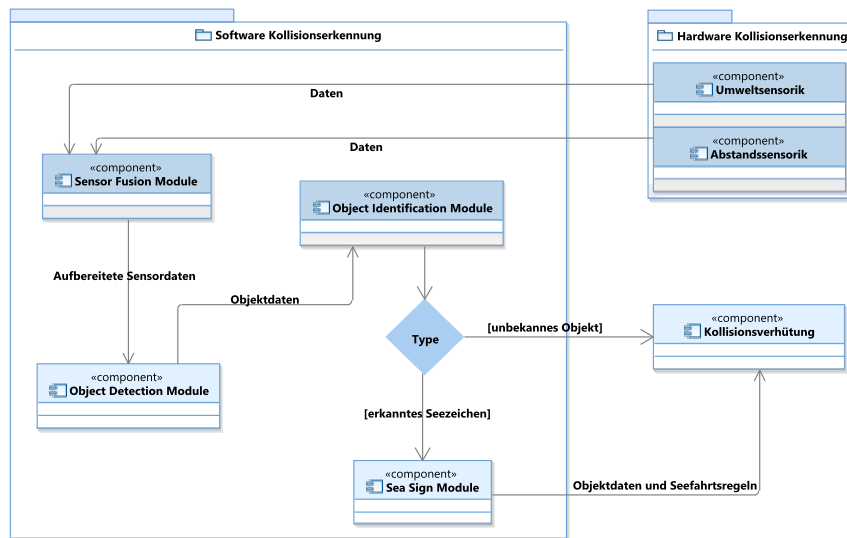 Software Kollisionserkennung
Hardware Kollisionserkennung
«component»
Umweltsensorik
Daten
«component»
Abstandssensorik
Daten
«component»
Sensor Fusion Module
«component»
Object Identification Module
Aufbereitete Sensordaten
Objektdaten
Type
[unbekannes Objekt]
«component»
Kollisionsverhütung
«component»
Object Detection Module
[erkanntes Seezeichen]
«component»
Sea Sign Module
Objektdaten und Seefahrtsregeln